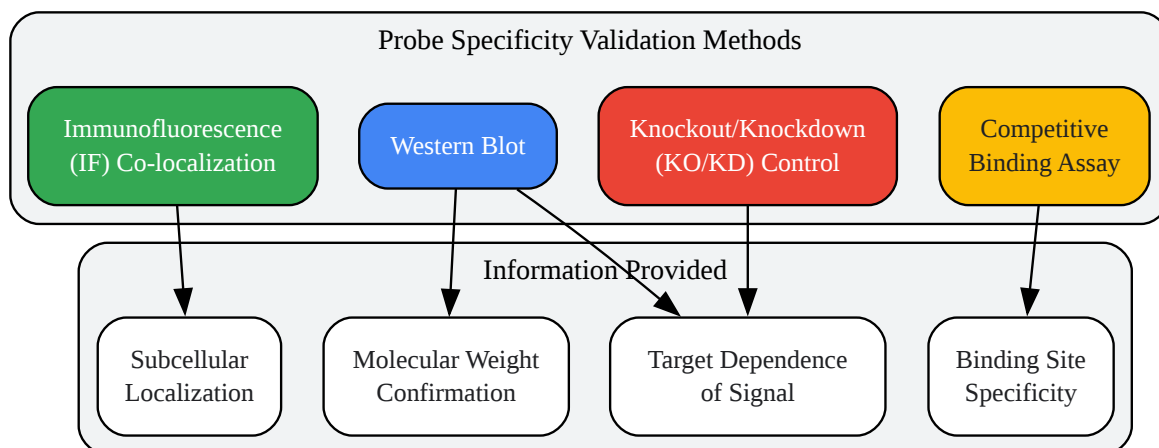 Probe Specificity Validation Methods
Immunofluorescence
(IF) Co-localization
Western Blot
Knockout/Knockdown
(KO/KD) Control
Competitive
Binding Assay
Information Provided
Subcellular
Localization
Molecular Weight
Confirmation
Target Dependence
of Signal
Binding Site
Specificity